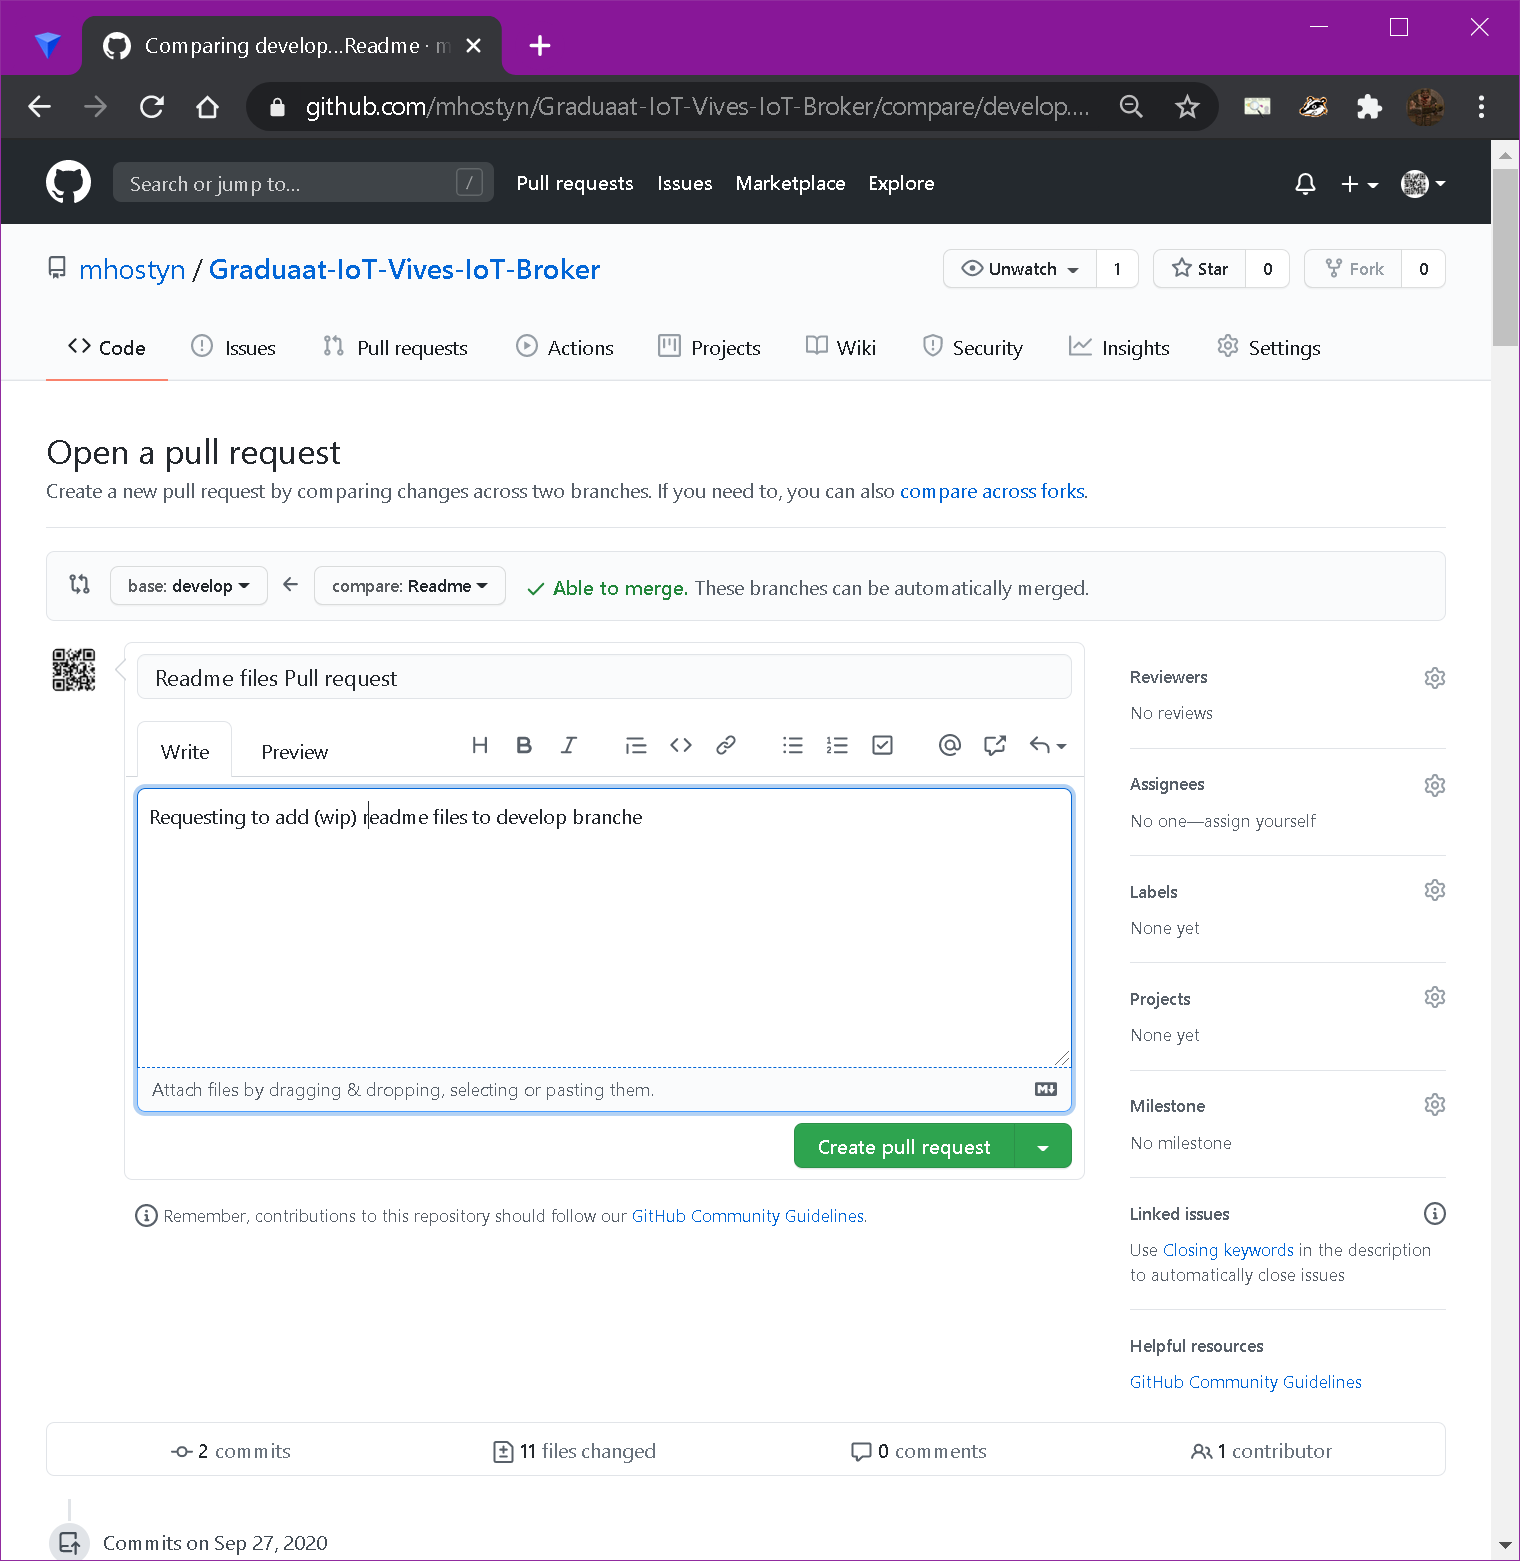 Comparing develop...Readme · m
github.com/mhostyn/Graduaat-IoT-Vives-IoT-Broker/compare/develop....
Search or jump to...
/
Pull requests
Issues
Marketplace
Explore
mhostyn / Graduaat-IoT-Vives-IoT-Broker
Unwatch
1
Star
0
Fork
0
Code
Issues
Pull requests
Actions
Projects
Wiki
Security
Insights
Settings
Open a pull request
Create a new pull request by comparing changes across two branches. If you need to, you can also compare across forks.
base: develop
compare: Readme
Able to merge. These branches can be automatically merged.
Readme files Pull request
Write
Preview
Requesting to add (wip) readme files to develop branche
Attach files by dragging & dropping, selecting or pasting them.
Create pull request
Remember, contributions to this repository should follow our GitHub Community Guidelines.
Reviewers
No reviews
Assignees
No one—assign yourself
Labels
None yet
Projects
None yet
Milestone
No milestone
Linked issues
Use Closing keywords in the description
to automatically close issues
Helpful resources
GitHub Community Guidelines
2 commits
11 files changed
0 comments
1 contributor
Commits on Sep 27, 2020